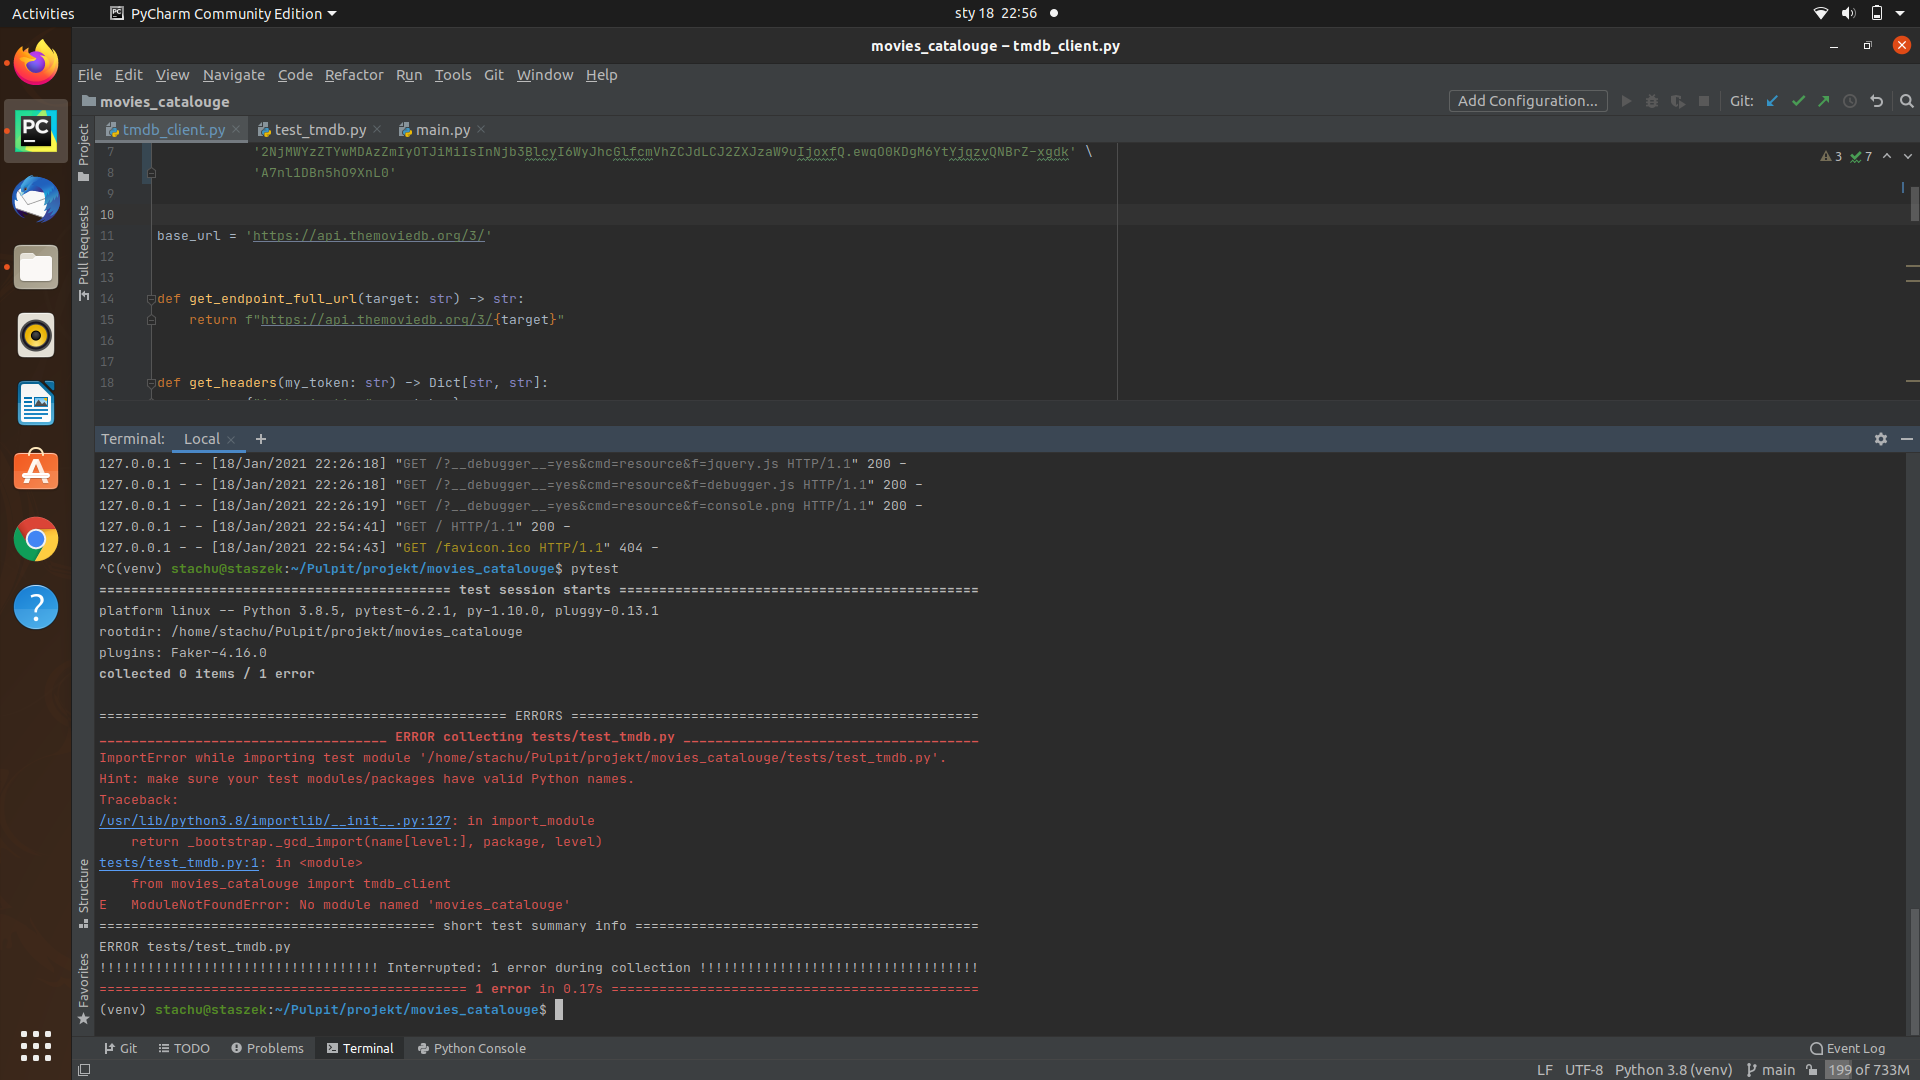 Activities
PyCharm Community Edition
sty 18 22:56
movies_catalouge – tmdb_client.py
File Edit View Navigate Code Refactor Run Tools Git Window Help
movies_catalouge
Add Configuration...
Git:
tmdb_client.py
test_tmdb.py
main.py
Project
Pull Requests
Structure
Favorites
3 7
7 '2NjMWYzZTYwMDAzZmIyOTJiMiIsInNjb3BlcyI6WyJhcGlfcmVhZCJdLCJ2ZXJzaW9uIjoxfQ.ewqO0KDgM6YtYjqzvQNBrZ-xgdk' \
8 'A7nl1DBn5hO9XnL0'
9
10
11 base_url = 'https://api.themoviedb.org/3/'
12
13
14 def get_endpoint_full_url(target: str) -> str:
15 return f"https://api.themoviedb.org/3/{target}"
16
17
18 def get_headers(my_token: str) -> Dict[str, str]:
Terminal: Local +
127.0.0.1 - - [18/Jan/2021 22:26:18] "GET /?__debugger__=yes&cmd=resource&f=jquery.js HTTP/1.1" 200 -
127.0.0.1 - - [18/Jan/2021 22:26:18] "GET /?__debugger__=yes&cmd=resource&f=debugger.js HTTP/1.1" 200 -
127.0.0.1 - - [18/Jan/2021 22:26:19] "GET /?__debugger__=yes&cmd=resource&f=console.png HTTP/1.1" 200 -
127.0.0.1 - - [18/Jan/2021 22:54:41] "GET / HTTP/1.1" 200 -
127.0.0.1 - - [18/Jan/2021 22:54:43] "GET /favicon.ico HTTP/1.1" 404 -
^C(venv) stachu@staszek:~/Pulpit/projekt/movies_catalouge$ pytest
============================================ test session starts =============================================
platform linux -- Python 3.8.5, pytest-6.2.1, py-1.10.0, pluggy-0.13.1
rootdir: /home/stachu/Pulpit/projekt/movies_catalouge
plugins: Faker-4.16.0
collected 0 items / 1 error
=================================================== ERRORS ===================================================
____________________________________ ERROR collecting tests/test_tmdb.py _____________________________________
ImportError while importing test module '/home/stachu/Pulpit/projekt/movies_catalouge/tests/test_tmdb.py'.
Hint: make sure your test modules/packages have valid Python names.
Traceback:
/usr/lib/python3.8/importlib/__init__.py:127: in import_module
return _bootstrap._gcd_import(name[level:], package, level)
tests/test_tmdb.py:1: in <module>
from movies_catalouge import tmdb_client
E ModuleNotFoundError: No module named 'movies_catalouge'
========================================== short test summary info ===========================================
ERROR tests/test_tmdb.py
!!!!!!!!!!!!!!!!!!!!!!!!!!!!!!!!!!! Interrupted: 1 error during collection !!!!!!!!!!!!!!!!!!!!!!!!!!!!!!!!!!!
============================================== 1 error in 0.17s ==============================================
(venv) stachu@staszek:~/Pulpit/projekt/movies_catalouge$
Git TODO Problems Terminal Python Console
Event Log
LF UTF-8 Python 3.8 (venv) main 199 of 733M